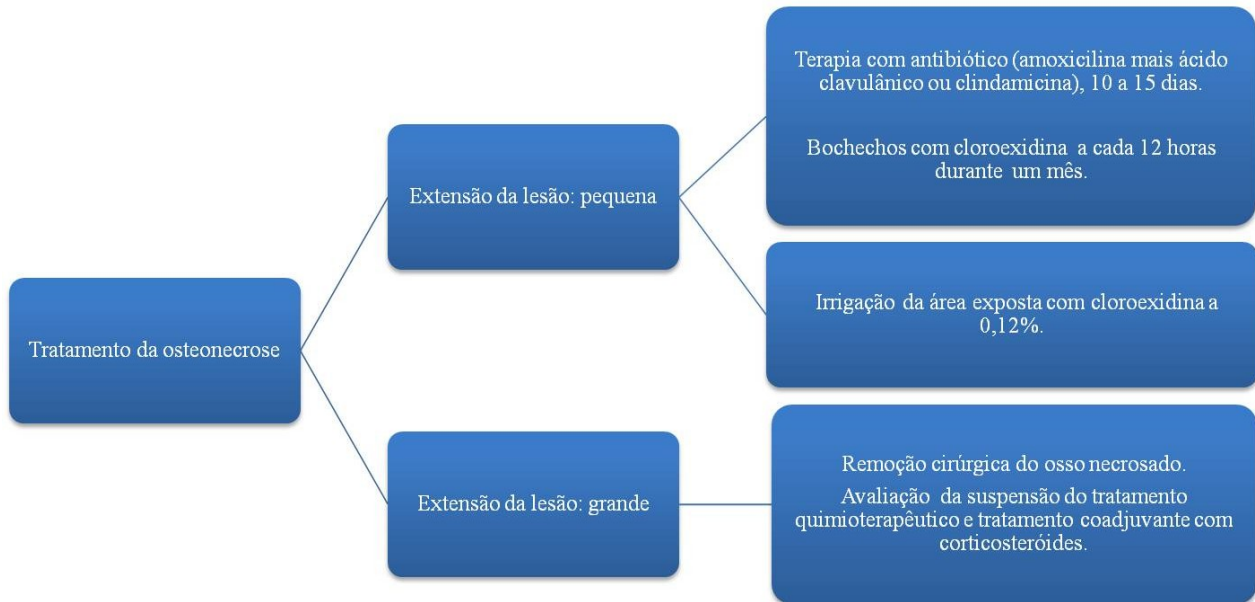 Tratamento da osteonecrose
Extensão da lesão: pequena
Terapia com antibiótico (amoxicilina mais ácido
clavulânico ou clindamicina), 10 a 15 dias.
Bochechos com cloroexidina a cada 12 horas
durante um mês.
Irrigação da área exposta com cloroexidina a
0,12%.
Extensão da lesão: grande
Remoção cirúrgica do osso necrosado.
Avaliação da suspensão do tratamento
quimioterapêutico e tratamento coadjuvante com
corticosteróides.